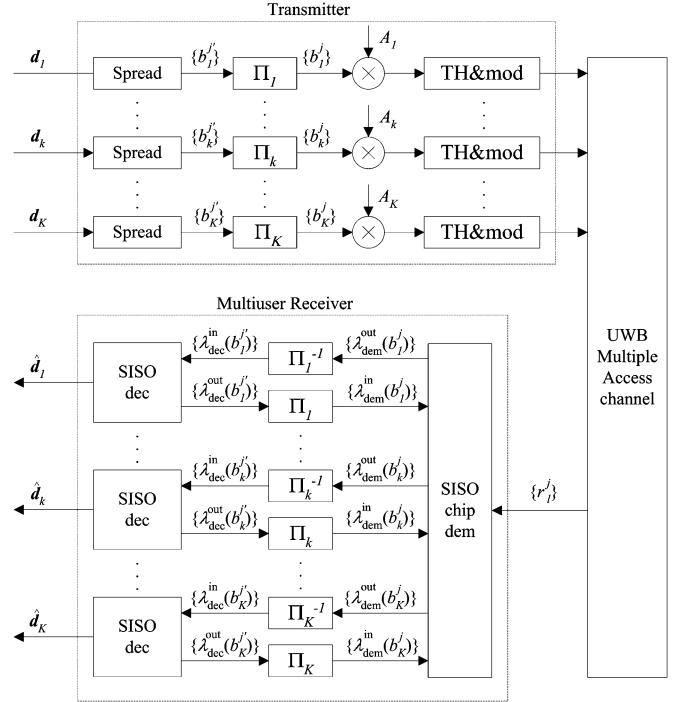 Transmitter
d_1 Spread {b_1^{j'}} Π_1 {b_1^j} × A_1 TH&mod
d_k Spread {b_k^{j'}} Π_k {b_k^j} × A_k TH&mod
d_K Spread {b_K^{j'}} Π_K {b_K^j} × A_K TH&mod
UWB
Multiple
Access
channel
Multiuser Receiver
d̂_1 SISO dec {λ_dec^in(b_1^{j'})} Π_1^{-1} {λ_dem^out(b_1^j)}
{λ_dec^out(b_1^{j'})} Π_1 {λ_dem^in(b_1^j)}
d̂_k SISO dec {λ_dec^in(b_k^{j'})} Π_k^{-1} {λ_dem^out(b_k^j)}
{λ_dec^out(b_k^{j'})} Π_k {λ_dem^in(b_k^j)}
SISO
chip
dem
{r_l^j}
d̂_K SISO dec {λ_dec^in(b_K^{j'})} Π_K^{-1} {λ_dem^out(b_K^j)}
{λ_dec^out(b_K^{j'})} Π_K {λ_dem^in(b_K^j)}